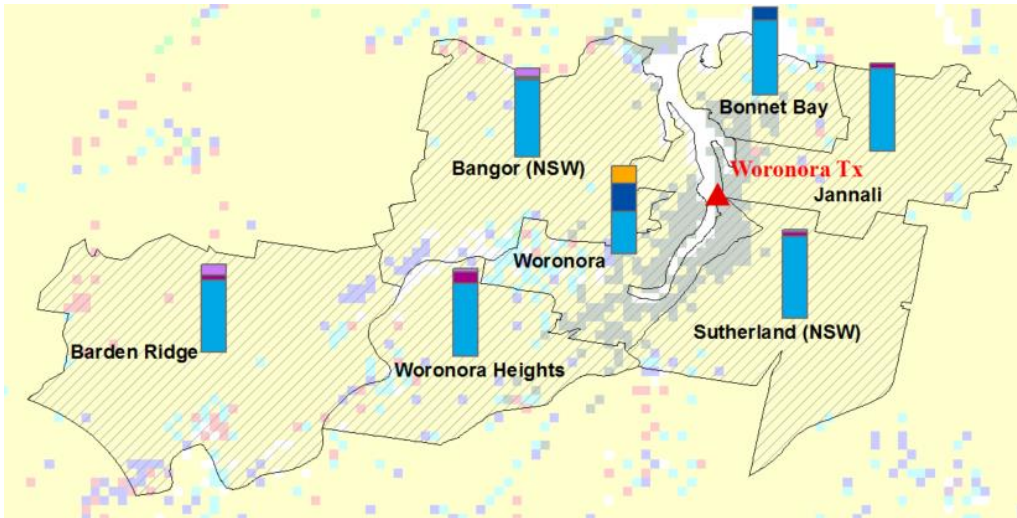 Bonnet Bay
Bangor (NSW)
Woronora Tx
Jannali
Woronora
Sutherland (NSW)
Barden Ridge
Woronora Heights